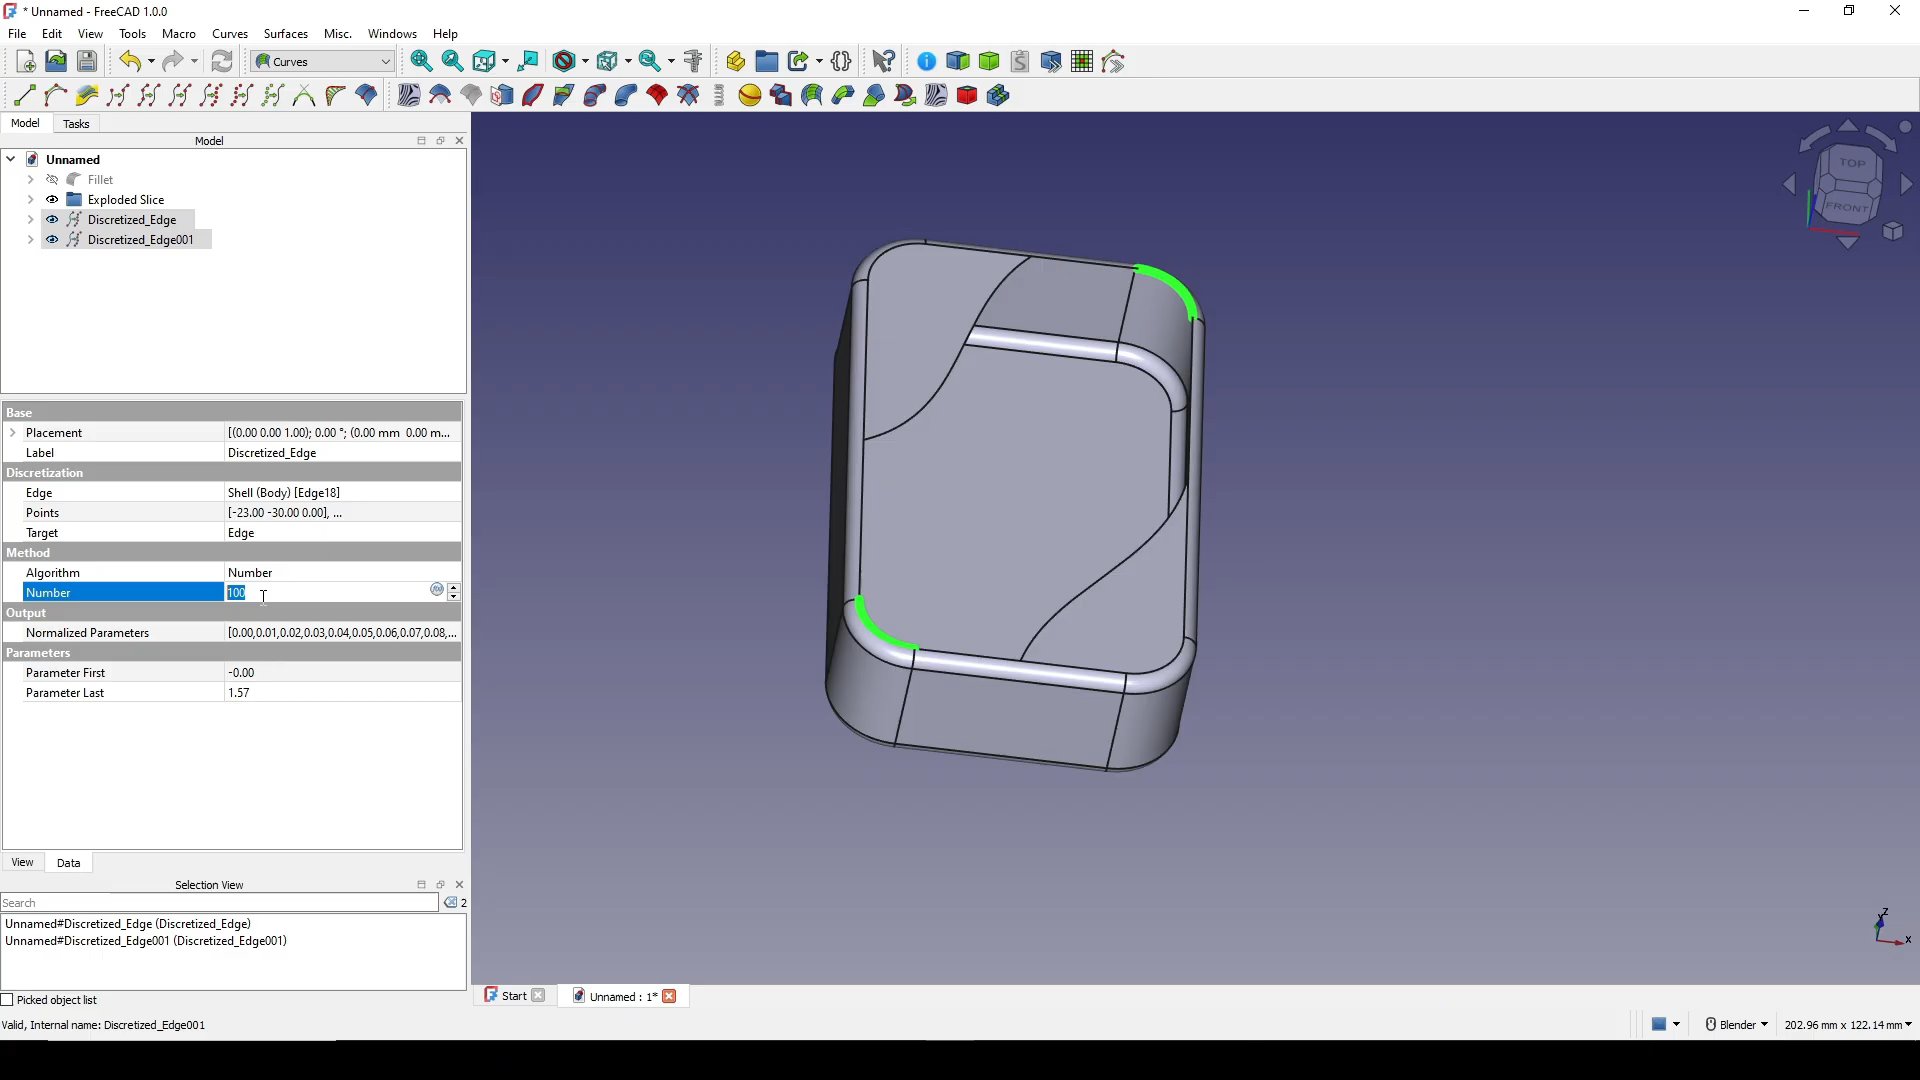 * Unnamed - FreeCAD 1.0.0
File Edit View Tools Macro Curves Surfaces Misc. Windows Help
Curves
Model Tasks
Model
Unnamed
Fillet
Exploded Slice
Discretized_Edge
Discretized_Edge001
Base
Placement [(0.00 0.00 1.00); 0.00 °; (0.00 mm 0.00 m...
Label Discretized_Edge
Discretization
Edge Shell (Body) [Edge18]
Points [-23.00 -30.00 0.00], ...
Target Edge
Method
Algorithm Number
Number 100
Output
Normalized Parameters [0.00,0.01,0.02,0.03,0.04,0.05,0.06,0.07,0.08,...
Parameters
Parameter First -0.00
Parameter Last 1.57
View Data
Selection View
Search 2
Unnamed#Discretized_Edge (Discretized_Edge)
Unnamed#Discretized_Edge001 (Discretized_Edge001)
Picked object list
Valid, Internal name: Discretized_Edge001
TOP
FRONT
Z
Y
X
Start
Unnamed : 1*
Blender
202.96 mm x 122.14 mm